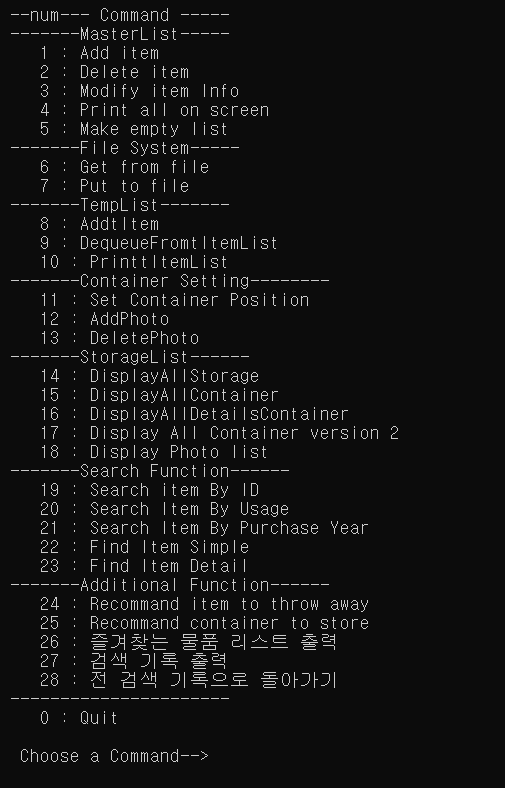 --num--- Command -----
-------MasterList-----
1 : Add item
2 : Delete item
3 : Modify item Info
4 : Print all on screen
5 : Make empty list
-------File System-----
6 : Get from file
7 : Put to file
-------TempList-------
8 : AddtItem
9 : DequeueFromtItemList
10 : PrinttItemList
-------Container Setting--------
11 : Set Container Position
12 : AddPhoto
13 : DeletePhoto
-------StorageList------
14 : DisplayAllStorage
15 : DisplayAllContainer
16 : DisplayAllDetailsContainer
17 : Display All Container version 2
18 : Display Photo list
-------Search Function------
19 : Search item By ID
20 : Search Item By Usage
21 : Search Item By Purchase Year
22 : Find Item Simple
23 : Find Item Detail
-------Additional Function------
24 : Recommand item to throw away
25 : Recommand container to store
26 : 즐겨찾는 물품 리스트 출력
27 : 검색 기록 출력
28 : 전 검색 기록으로 돌아가기
----------------------
0 : Quit
Choose a Command-->